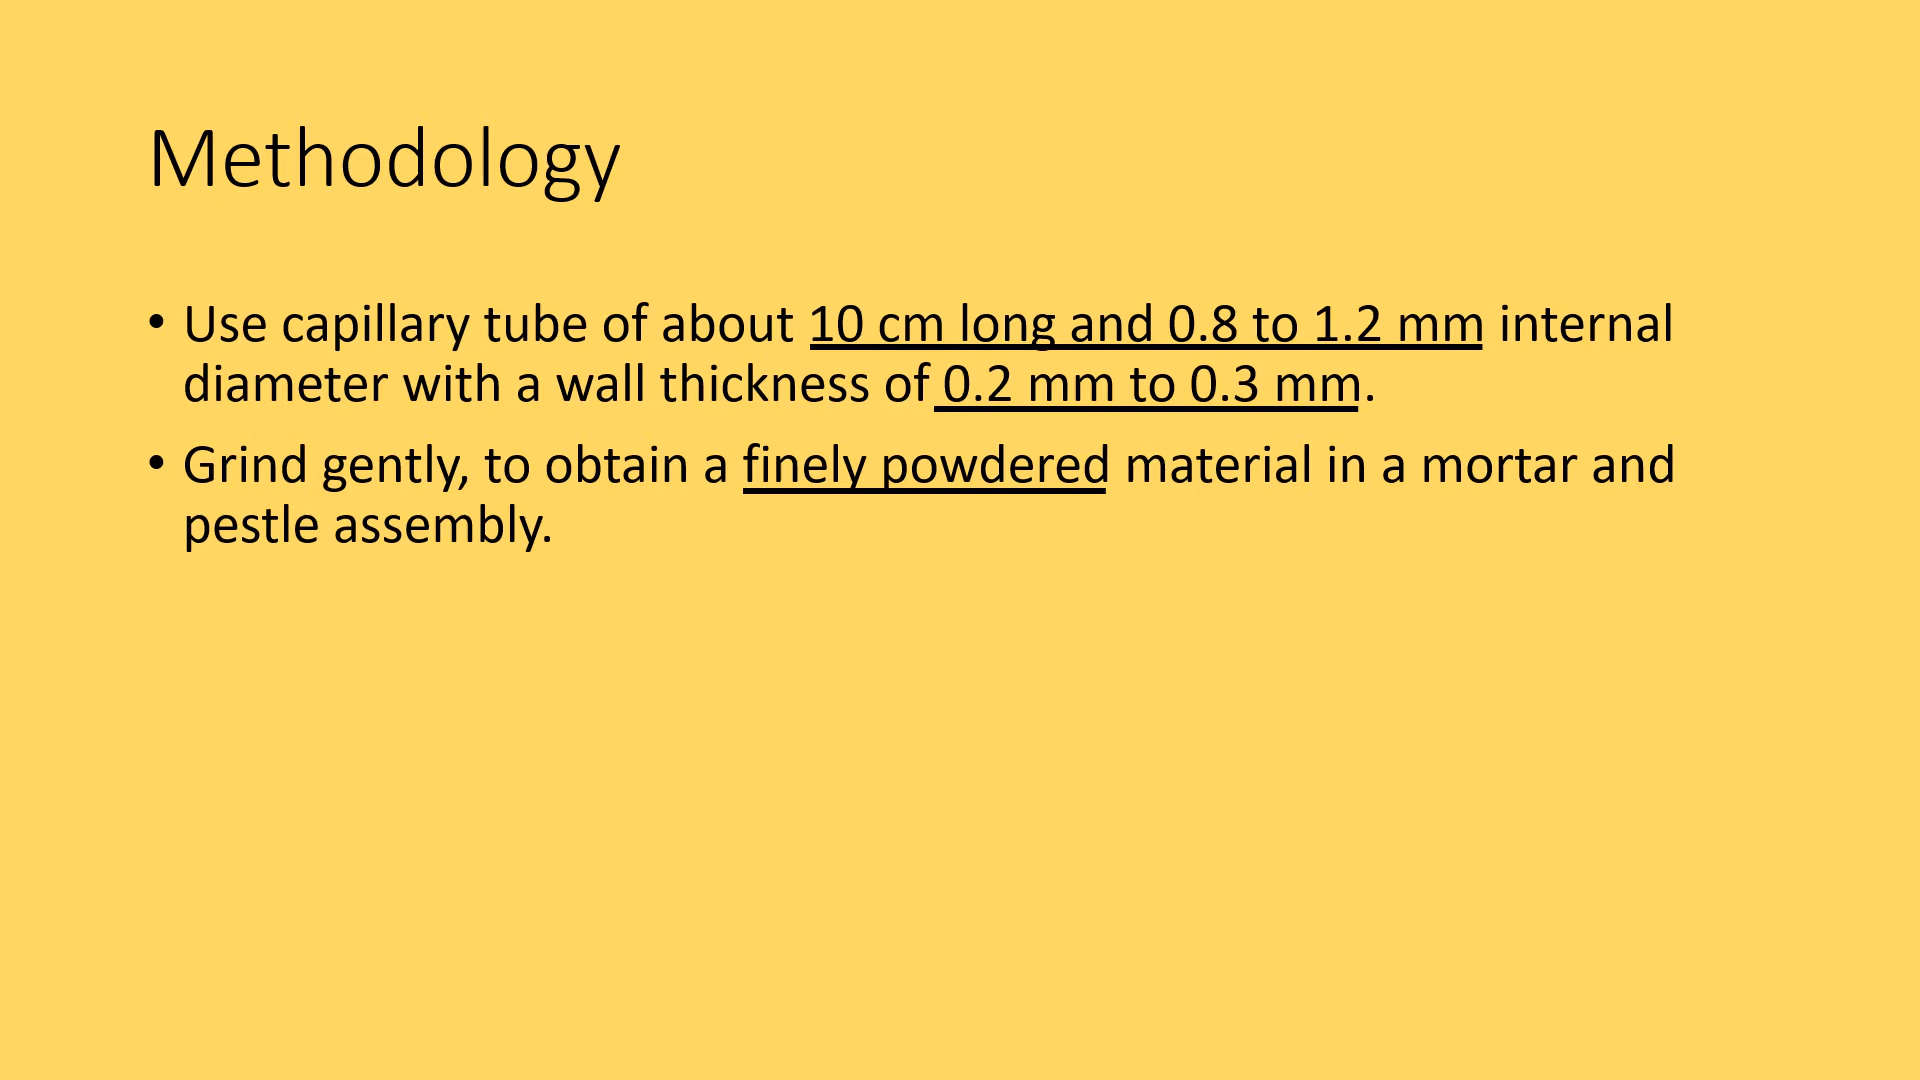 Methodology
• Use capillary tube of about 10 cm long and 0.8 to 1.2 mm internal
diameter with a wall thickness of 0.2 mm to 0.3 mm.
• Grind gently, to obtain a finely powdered material in a mortar and
pestle assembly.